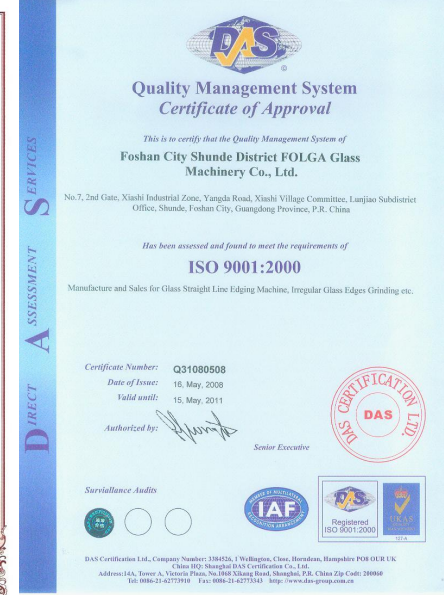 DAS
©
Quality Management System
Certificate of Approval
This is to certify that the Quality Management System of
Foshan City Shunde District FOLGA Glass
Machinery Co., Ltd.
No.7, 2nd Gate, Xiashi Industrial Zone, Yangda Road, Xiashi Village Committee, Lunjiao Subdistrict
Office, Shunde, Foshan City, Guangdong Province, P.R. China
Has been assessed and found to meet the requirements of
ISO 9001:2000
Manufacture and Sales for Glass Straight Line Edging Machine, Irregular Glass Edges Grinding etc.
DIRECT ASSESSMENT SERVICES
Certificate Number: Q31080508
Date of Issue: 16, May, 2008
Valid until: 15, May, 2011
Authorized by:
Senior Executive
DAS CERTIFICATION LTD.
DAS
Surviallance Audits
MEMBER OF MULTILATERAL
IAF
RECOGNITION ARRANGEMENT
DAS
Registered
ISO 9001:2000
UKAS
DAS Certification Ltd., Company Number: 3384526, 1 Wellington, Close, Horndean, Hampshire PO8 OUR UK
China HQ: Shanghai DAS Certification Co., Ltd.
Address:14A, Tower A, Victoria Plaza, No.1068 Xikang Road, Shanghai, P.R. China Zip Codt: 200060
Tel: 0086-21-62773910 Fax: 0086-21-62773343 http: //www.das-group.com.cn